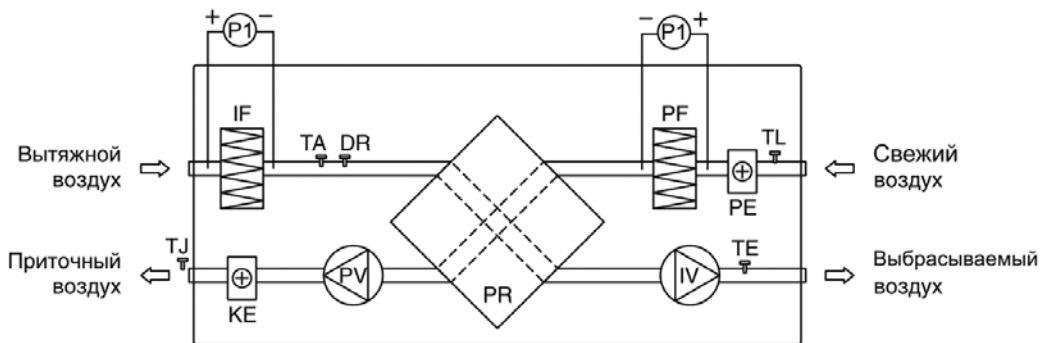 + P1 −
− P1 +
IF
PF
TA DR
TL
Вытяжной
воздух
Свежий
воздух
PE
TJ
TE
Приточный
воздух
PV
PR
IV
Выбрасываемый
воздух
KE